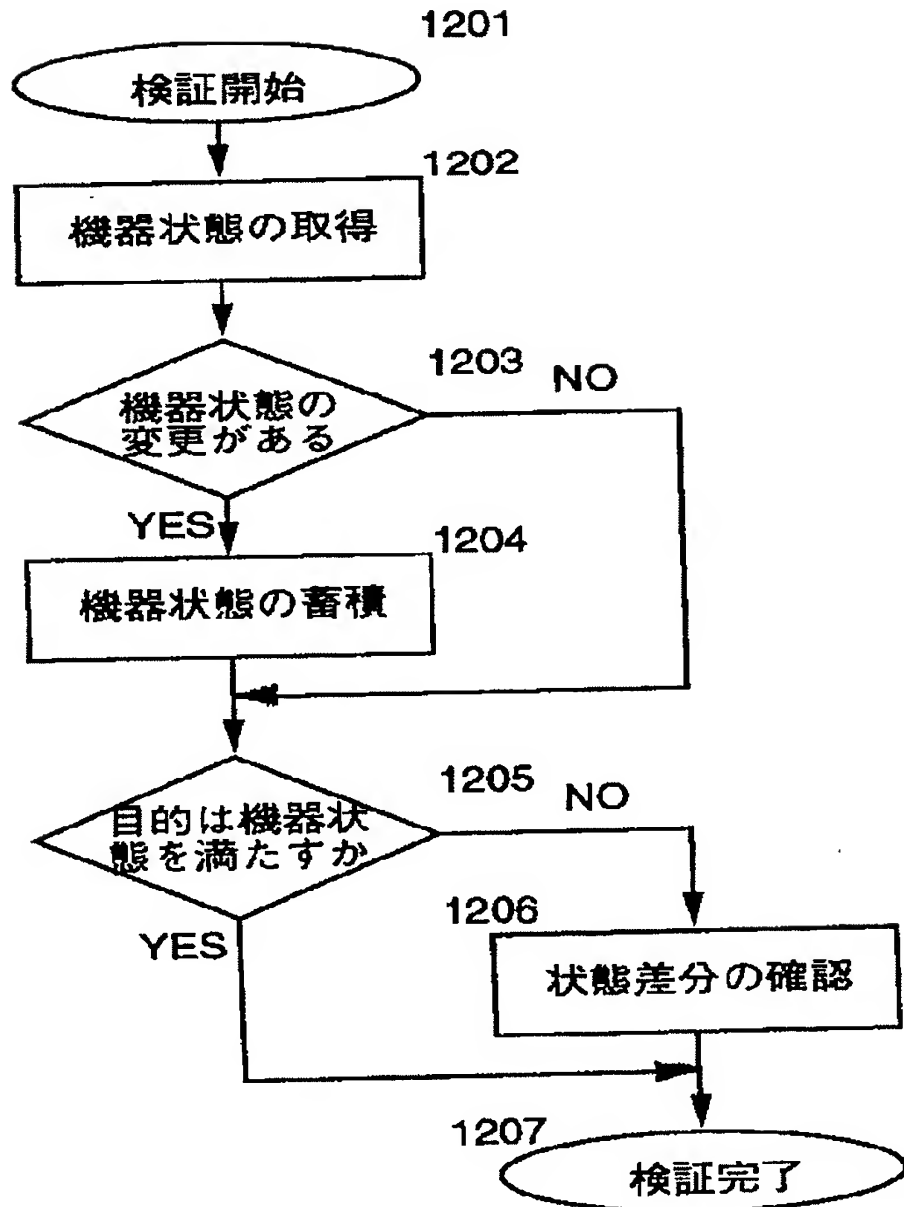 1201
検証開始
1202
機器状態の取得
1203
NO
機器状態の
変更がある
YES
1204
機器状態の蓄積
1205
NO
目的は機器状
態を満たすか
1206
YES
状態差分の確認
1207
検証完了